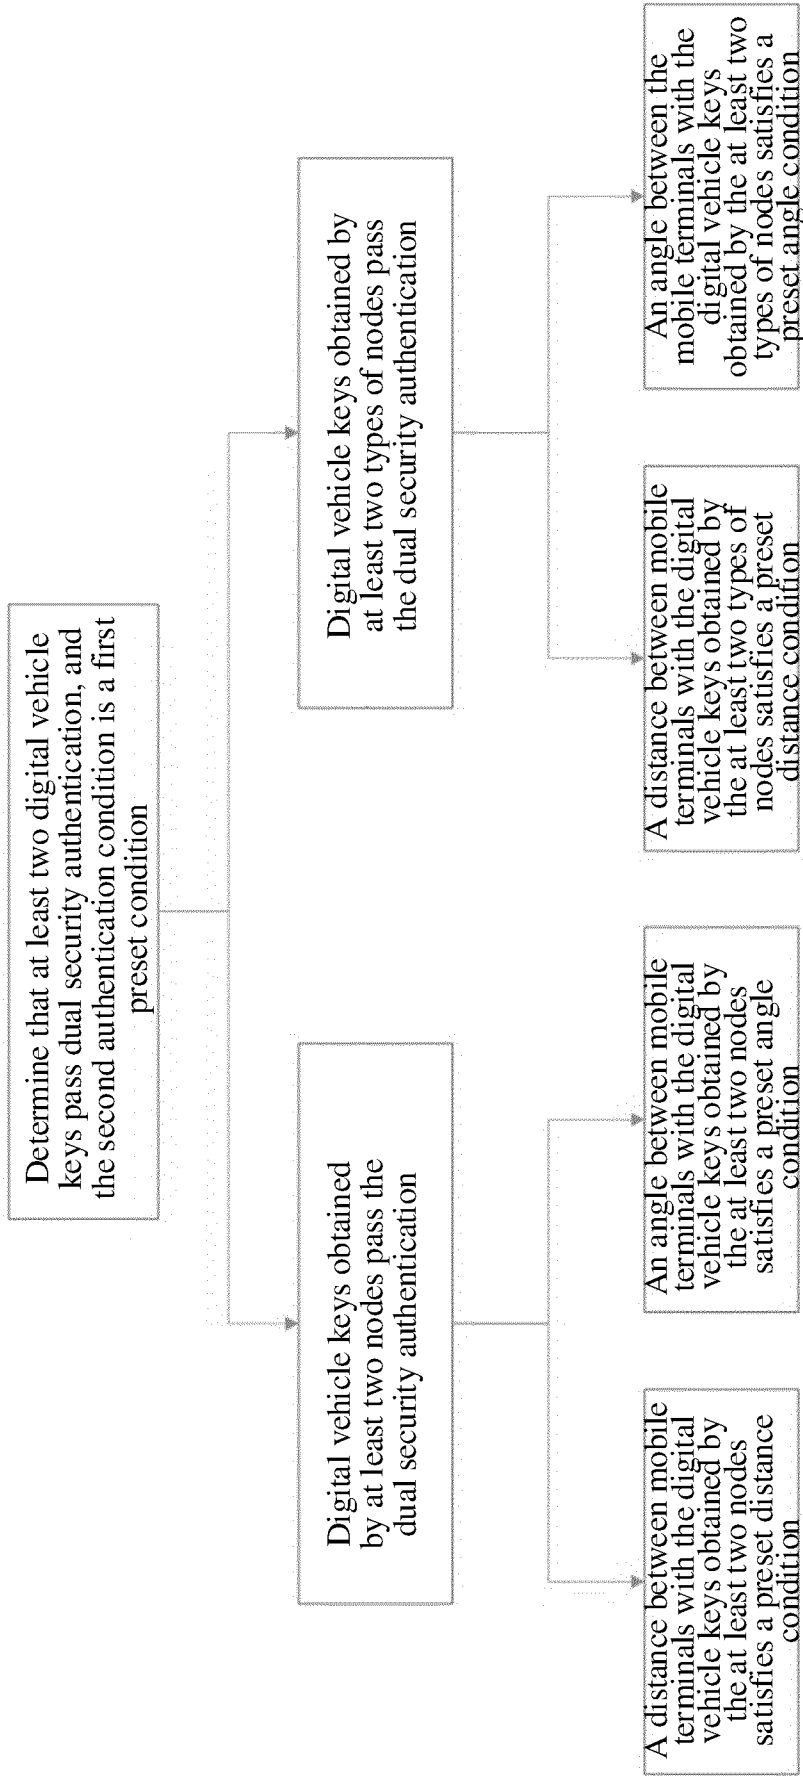 Determine that at least two digital vehicle
keys pass dual security authentication, and
the second authentication condition is a first
preset condition
Digital vehicle keys obtained
by at least two nodes pass the
dual security authentication
Digital vehicle keys obtained by
at least two types of nodes pass
the dual security authentication
A distance between mobile
terminals with the digital
vehicle keys obtained by
the at least two nodes
satisfies a preset distance
condition
An angle between mobile
terminals with the digital
vehicle keys obtained by
the at least two nodes
satisfies a preset angle
condition
A distance between mobile
terminals with the digital
vehicle keys obtained by
the at least two types of
nodes satisfies a preset
distance condition
An angle between the
mobile terminals with the
digital vehicle keys
obtained by the at least two
types of nodes satisfies a
preset angle condition